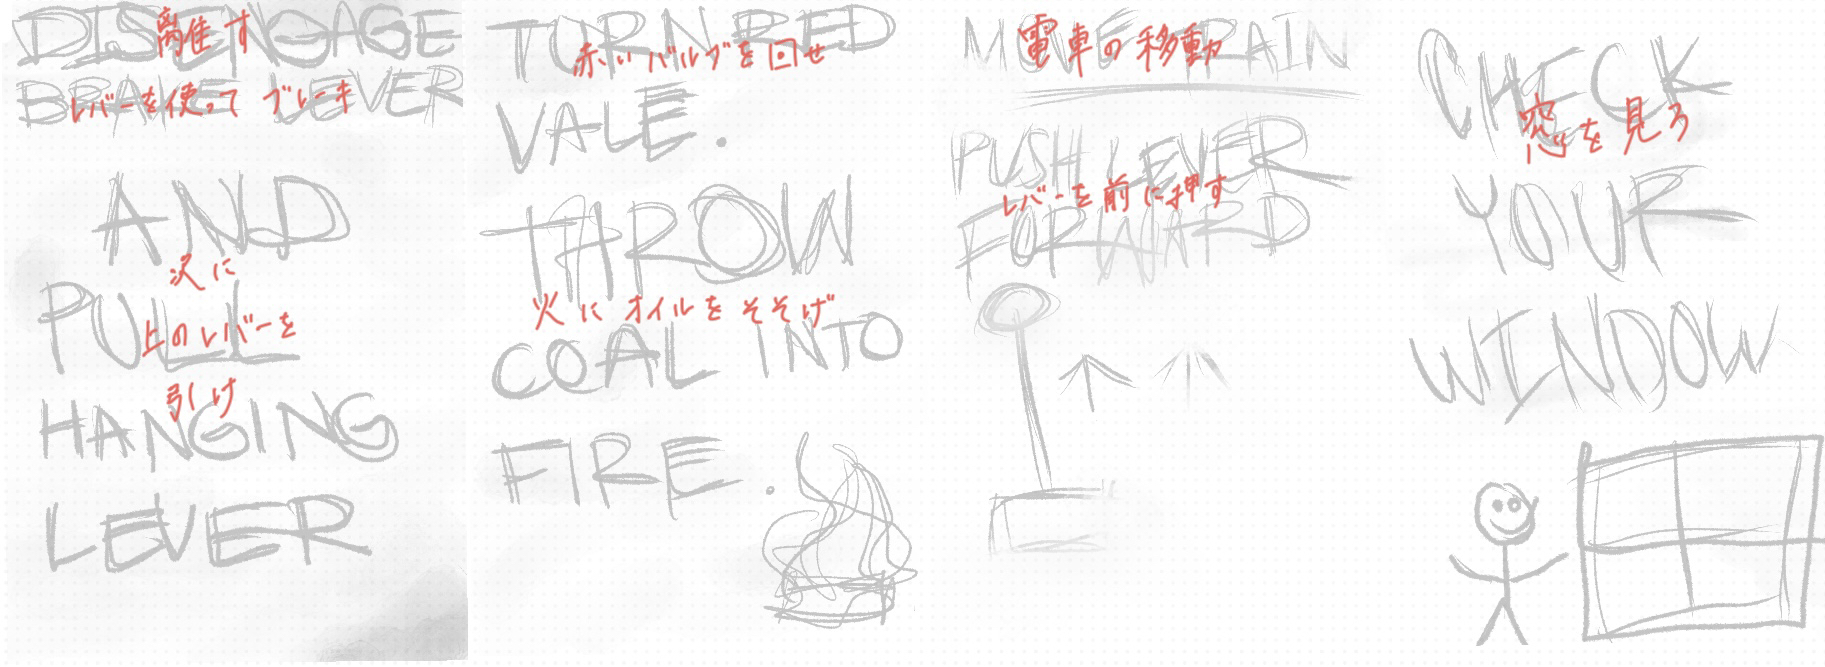 DISENGAGE
離す
BRAKE LEVER
レバーを使って ブレーキ
AND
次に
PULL
上のレバーを
引け
HANGING
LEVER
TURN RED
赤いバルブを回せ
VALE.
THROW
火にオイルをそそげ
COAL INTO
FIRE.
MOVE TRAIN
電車の移動
PUSH LEVER
レバーを前に押す
FORWARD
CHECK
窓を見ろ
YOUR
WINDOW